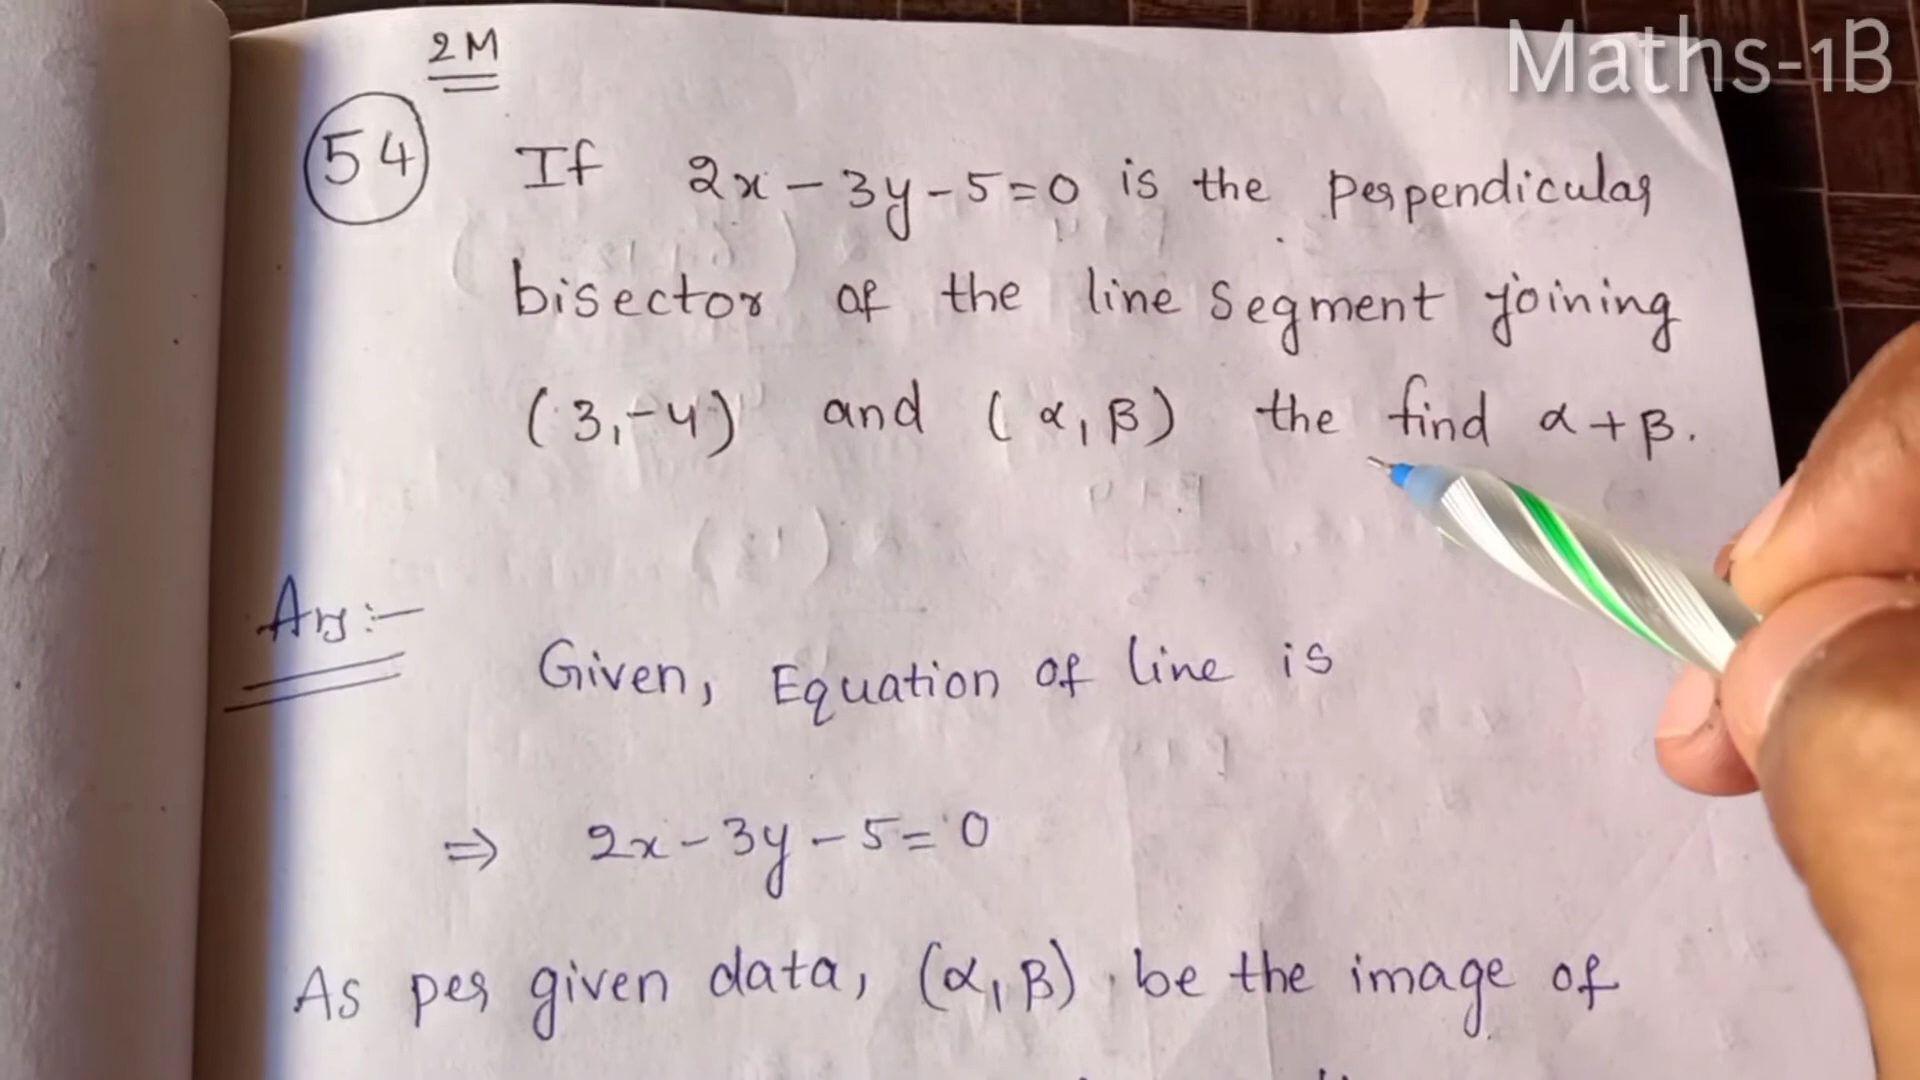 Maths-1B
2M
54 If 2x-3y-5=0 is the perpendicular
bisector of the line segment joining
(3,-4) and (α,β) the find α+β.
Ans:-
Given, Equation of line is
⇒ 2x-3y-5=0
As per given data, (α,β) be the image of